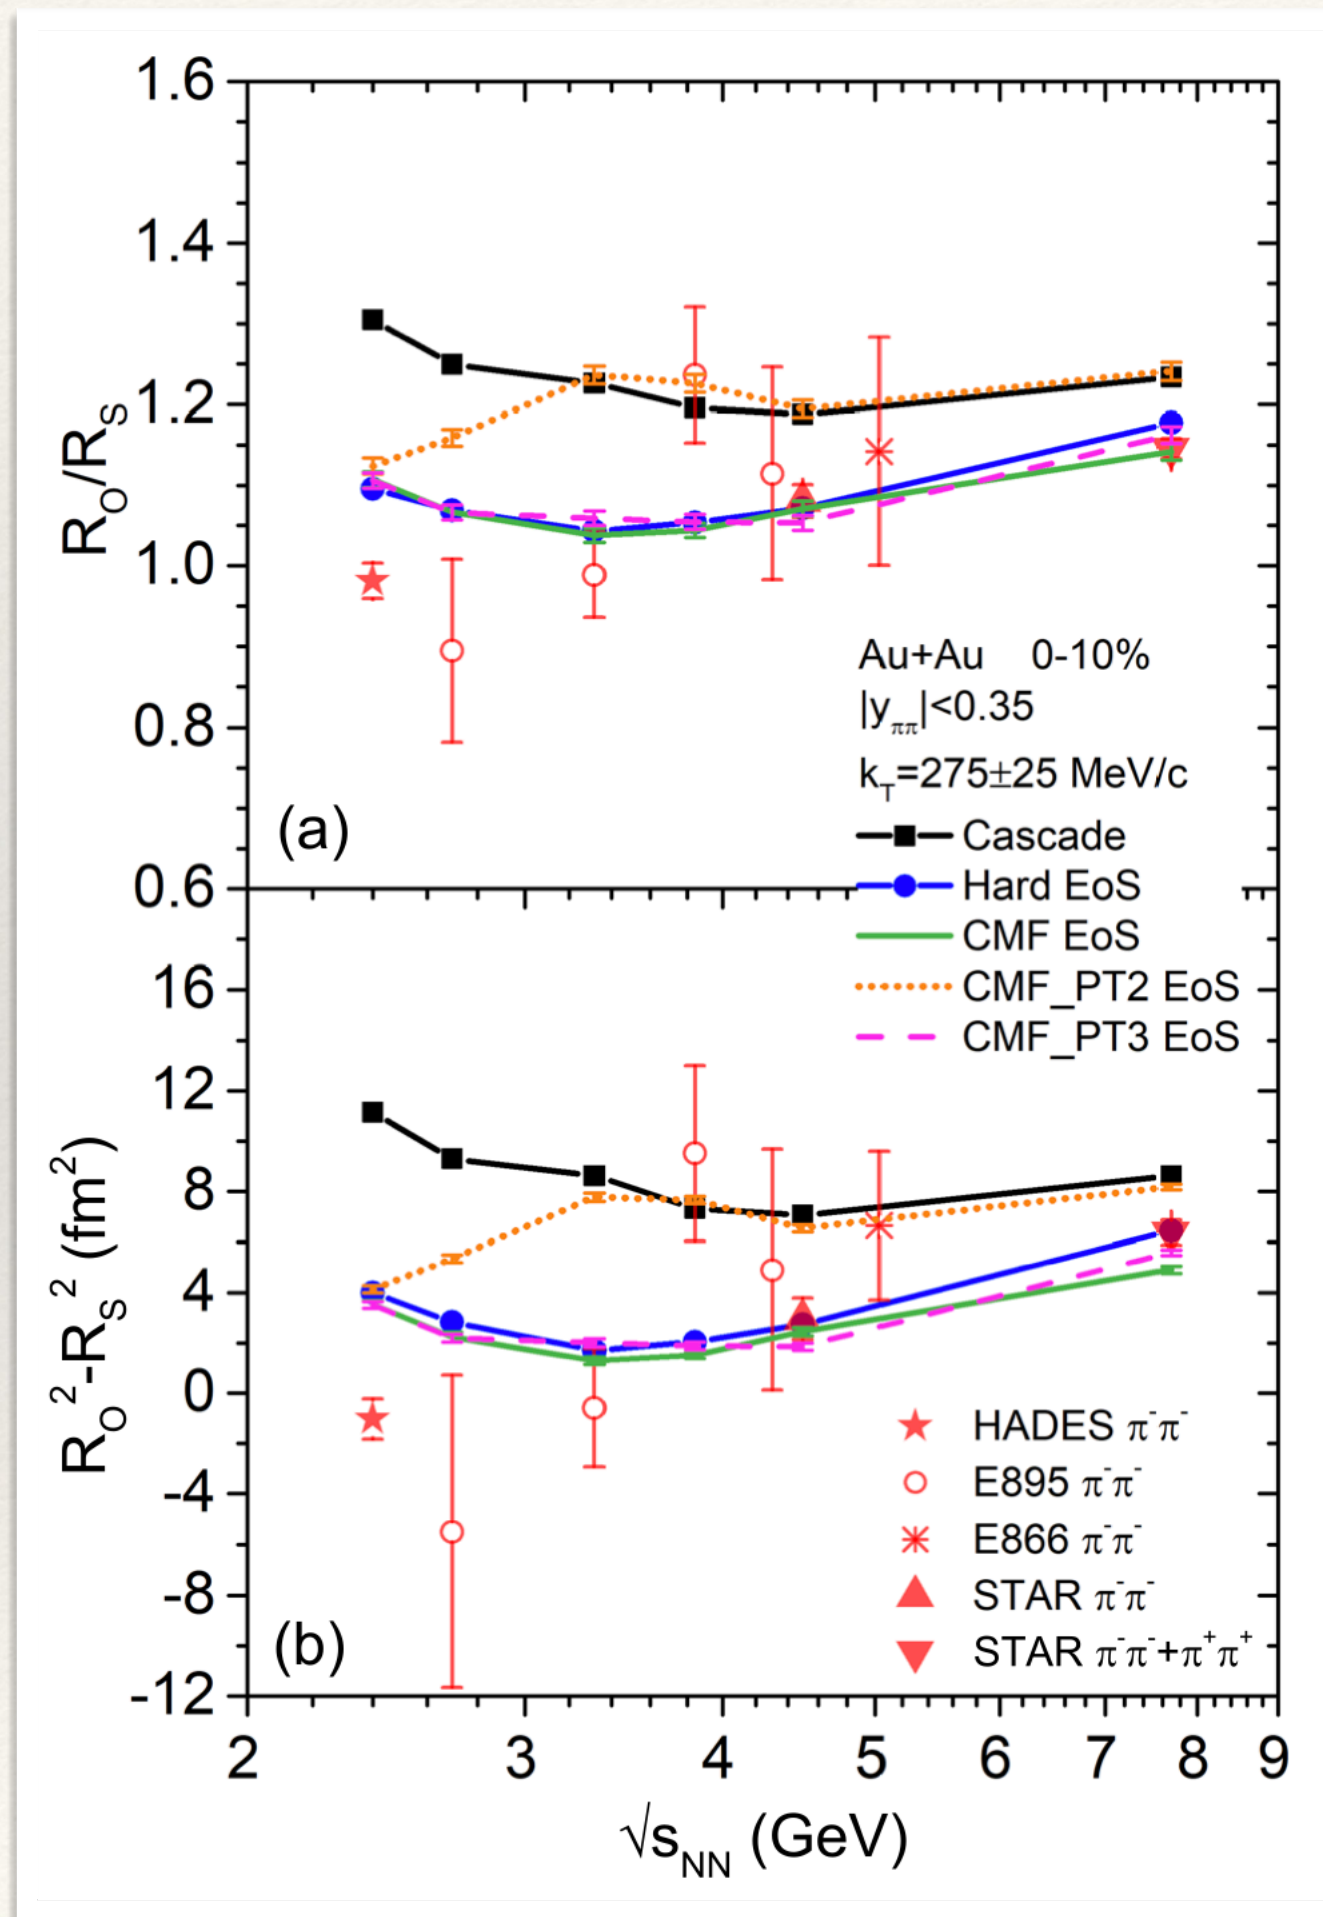 1.6
1.4
1.2
1.0
0.8
0.6
R_O/R_S
Au+Au 0-10%
|y_ππ|<0.35
k_T=275±25 MeV/c
(a)
Cascade
Hard EoS
CMF EoS
CMF_PT2 EoS
CMF_PT3 EoS
16
12
8
4
0
-4
-8
-12
R_O^2-R_S^2 (fm^2)
HADES π^-π^-
E895 π^-π^-
E866 π^-π^-
STAR π^-π^-
STAR π^-π^-+π^+π^+
(b)
2 3 4 5 6 7 8 9
√s_NN (GeV)